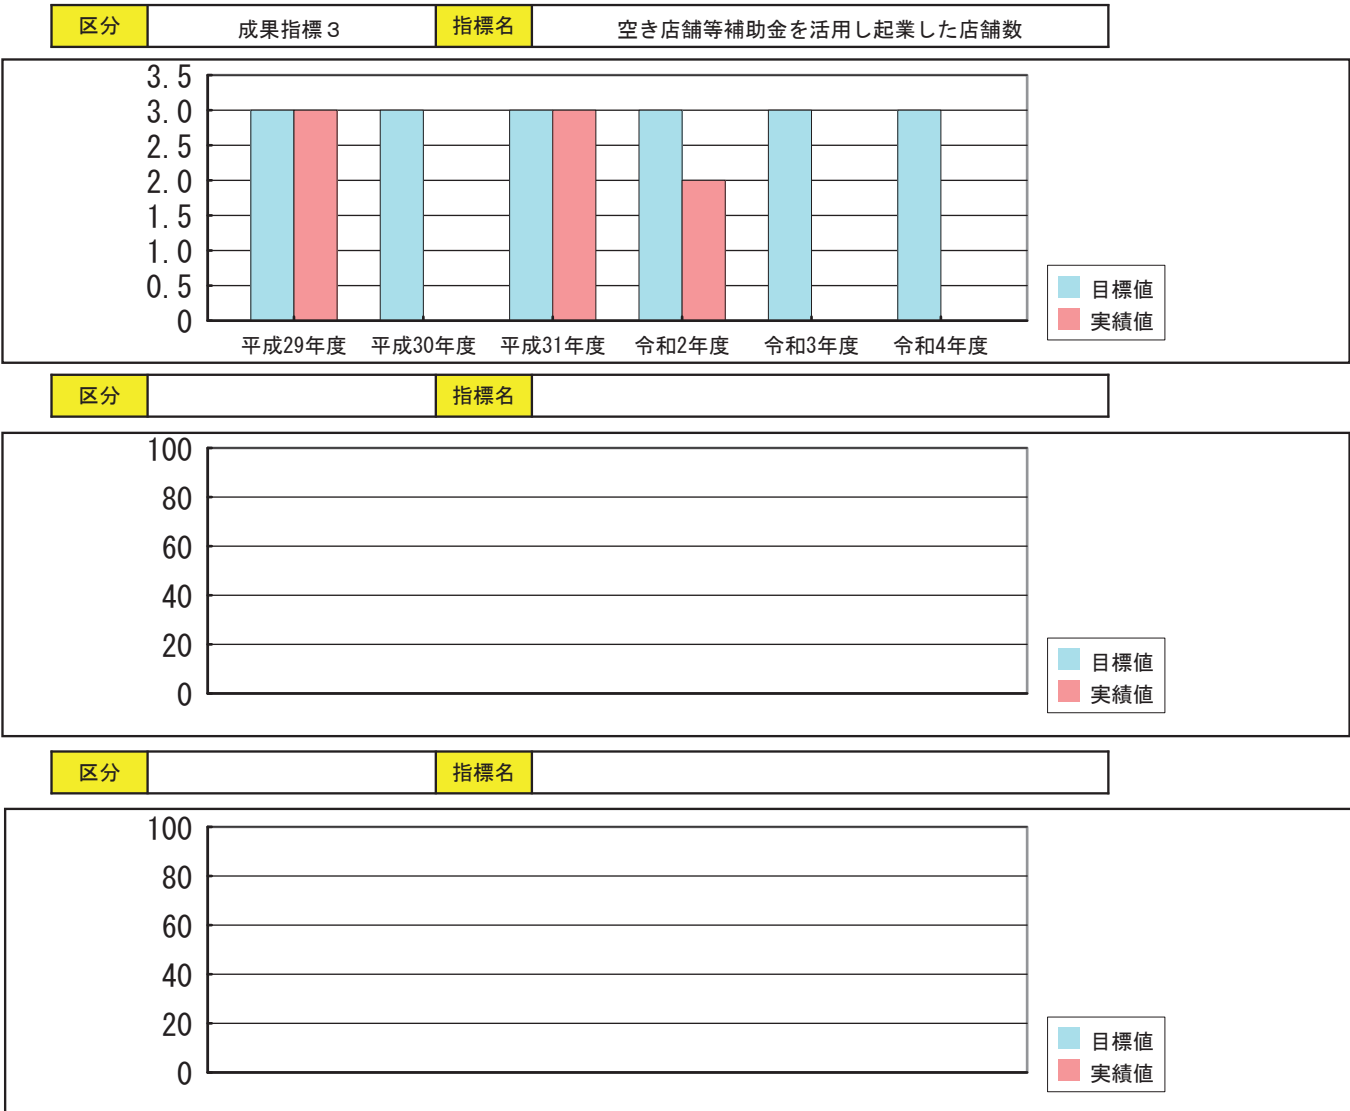 区分 成果指標３ 指標名 空き店舗等補助金を活用し起業した店舗数
3.5
3.0
2.5
2.0
1.5
1.0
0.5
0
平成29年度 平成30年度 平成31年度 令和2年度 令和3年度 令和4年度
目標値
実績値
区分 指標名
100
80
60
40
20
0
目標値
実績値
区分 指標名
100
80
60
40
20
0
目標値
実績値